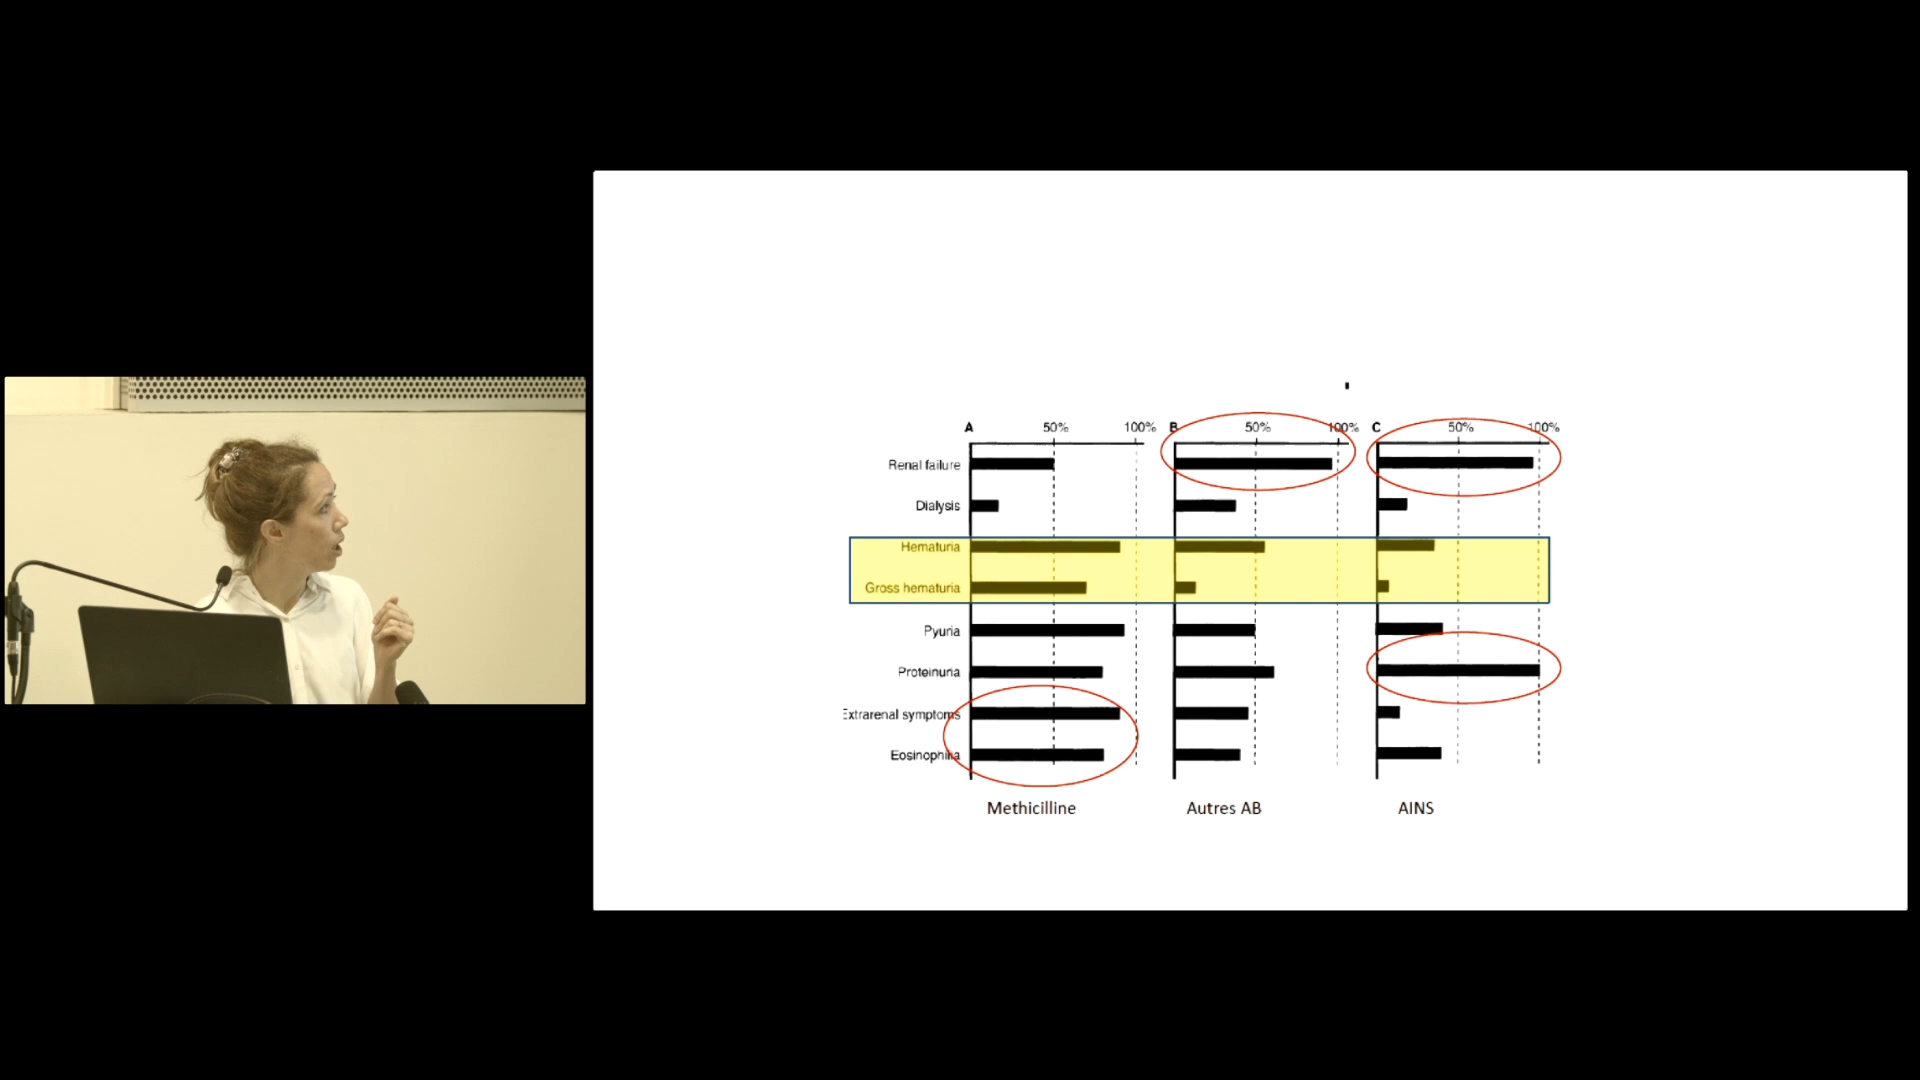 A 50% 100% B 50% 100% C 50% 100%
Renal failure
Dialysis
Hematuria
Gross hematuria
Pyuria
Proteinuria
Extrarenal symptoms
Eosinophilia
Methicilline Autres AB AINS